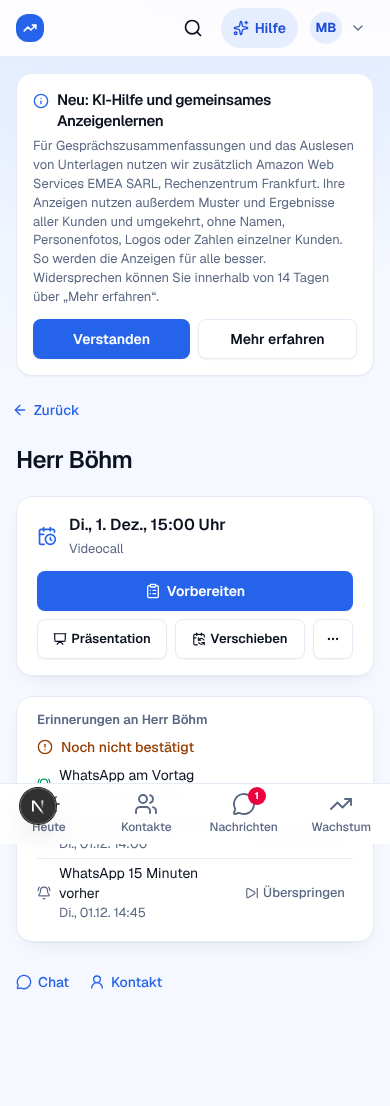 Hilfe
MB
Neu: KI-Hilfe und gemeinsames
Anzeigenlernen
Für Gesprächszusammenfassungen und das Auslesen
von Unterlagen nutzen wir zusätzlich Amazon Web
Services EMEA SARL, Rechenzentrum Frankfurt. Ihre
Anzeigen nutzen außerdem Muster und Ergebnisse
aller Kunden und umgekehrt, ohne Namen,
Personenfotos, Logos oder Zahlen einzelner Kunden.
So werden die Anzeigen für alle besser.
Widersprechen können Sie innerhalb von 14 Tagen
über „Mehr erfahren“.
Verstanden
Mehr erfahren
Zurück
Herr Böhm
Di., 1. Dez., 15:00 Uhr
Videocall
Vorbereiten
Präsentation
Verschieben
Erinnerungen an Herr Böhm
Noch nicht bestätigt
WhatsApp am Vortag
N
1
Heute
Kontakte
Nachrichten
Wachstum
Di., 01.12. 14:00
WhatsApp 15 Minuten
vorher
Überspringen
Di., 01.12. 14:45
Chat
Kontakt